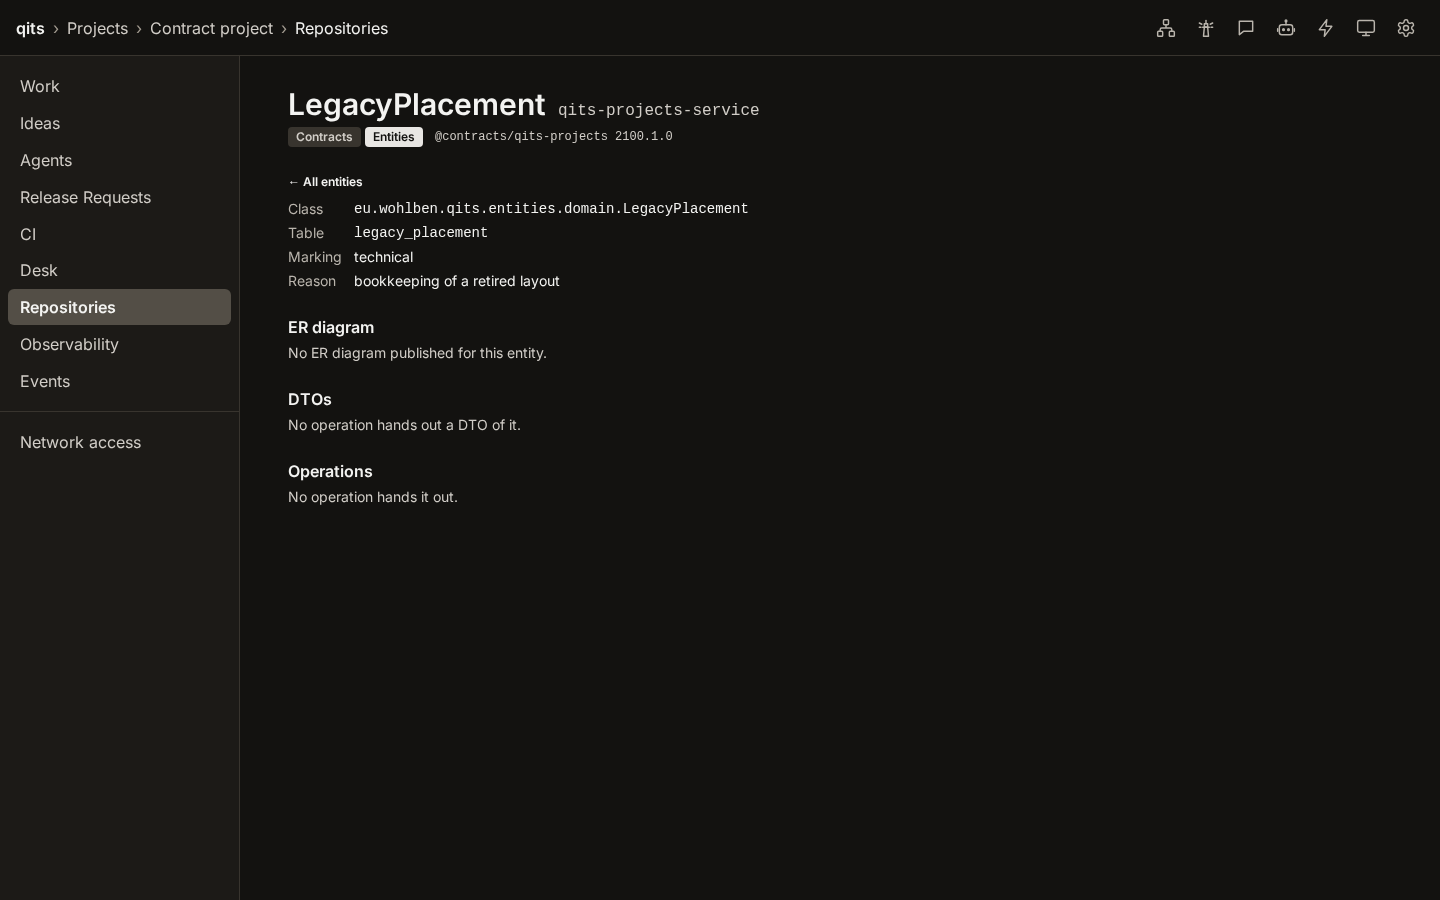 qits › Projects › Contract project › Repositories
Work
Ideas
Agents
Release Requests
CI
Desk
Repositories
Observability
Events
Network access
LegacyPlacement qits-projects-service
Contracts Entities @contracts/qits-projects 2100.1.0
← All entities
Class eu.wohlben.qits.entities.domain.LegacyPlacement
Table legacy_placement
Marking technical
Reason bookkeeping of a retired layout
ER diagram
No ER diagram published for this entity.
DTOs
No operation hands out a DTO of it.
Operations
No operation hands it out.